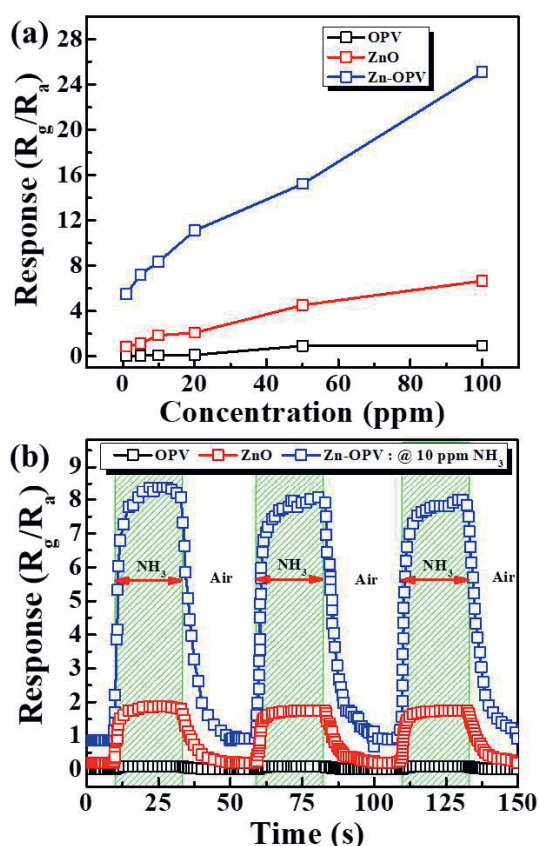 (a)
OPV
ZnO
Zn-OPV
Response (Rg/Ra)
28
24
20
16
12
8
4
0
0 20 40 60 80 100
Concentration (ppm)
(b)
OPV ZnO Zn-OPV : @ 10 ppm NH3
Response (Rg/Ra)
9
8
7
6
5
4
3
2
1
0
NH3 Air NH3 Air NH3 Air
0 25 50 75 100 125 150
Time (s)